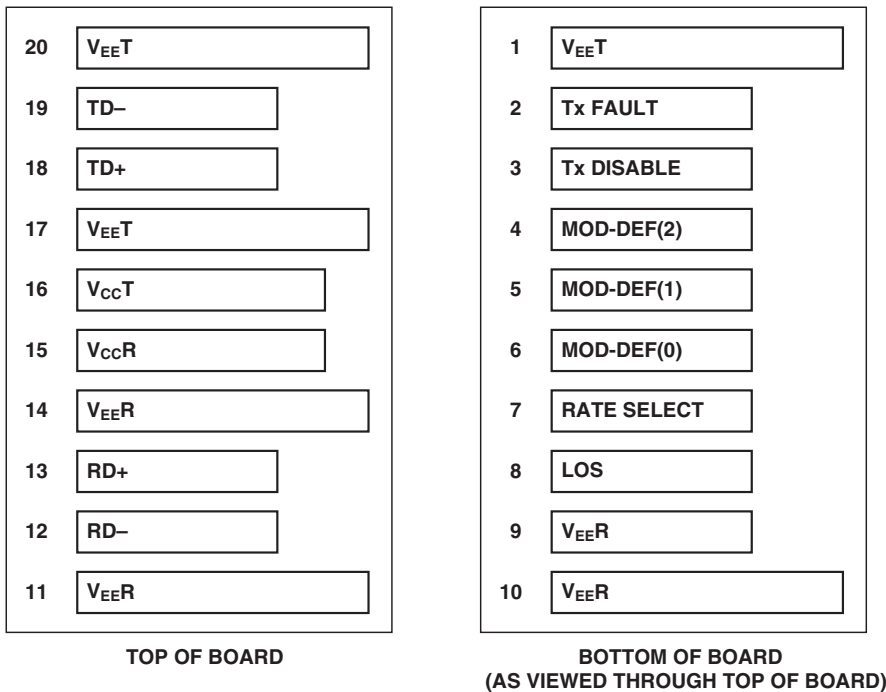 20 VEET
19 TD–
18 TD+
17 VEET
16 VCCT
15 VCCR
14 VEER
13 RD+
12 RD–
11 VEER
TOP OF BOARD
1 VEET
2 Tx FAULT
3 Tx DISABLE
4 MOD-DEF(2)
5 MOD-DEF(1)
6 MOD-DEF(0)
7 RATE SELECT
8 LOS
9 VEER
10 VEER
BOTTOM OF BOARD
(AS VIEWED THROUGH TOP OF BOARD)